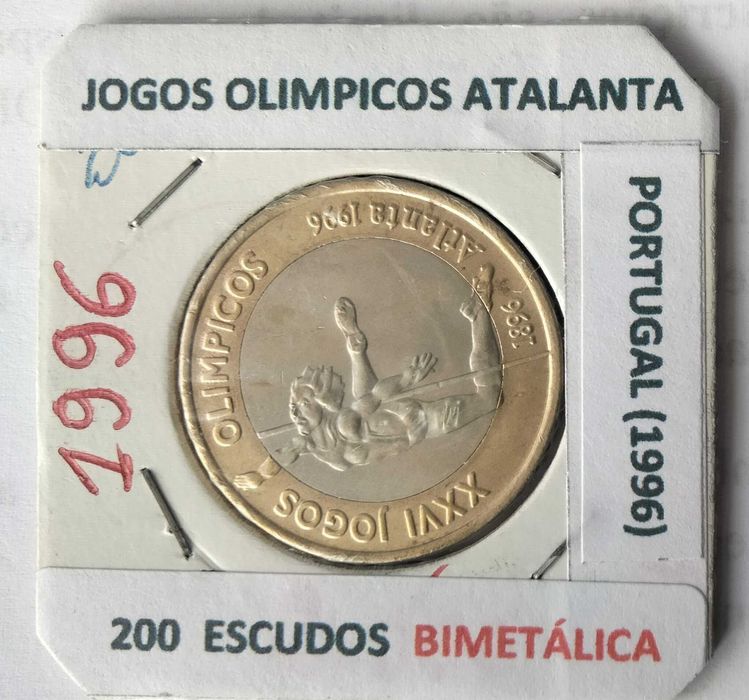 JOGOS OLIMPICOS ATALANTA
PORTUGAL (1996)
1996
XXVI JOGOS OLIMPICOS
Atlanta 1996
1896
200 ESCUDOS BIMETÁLICA